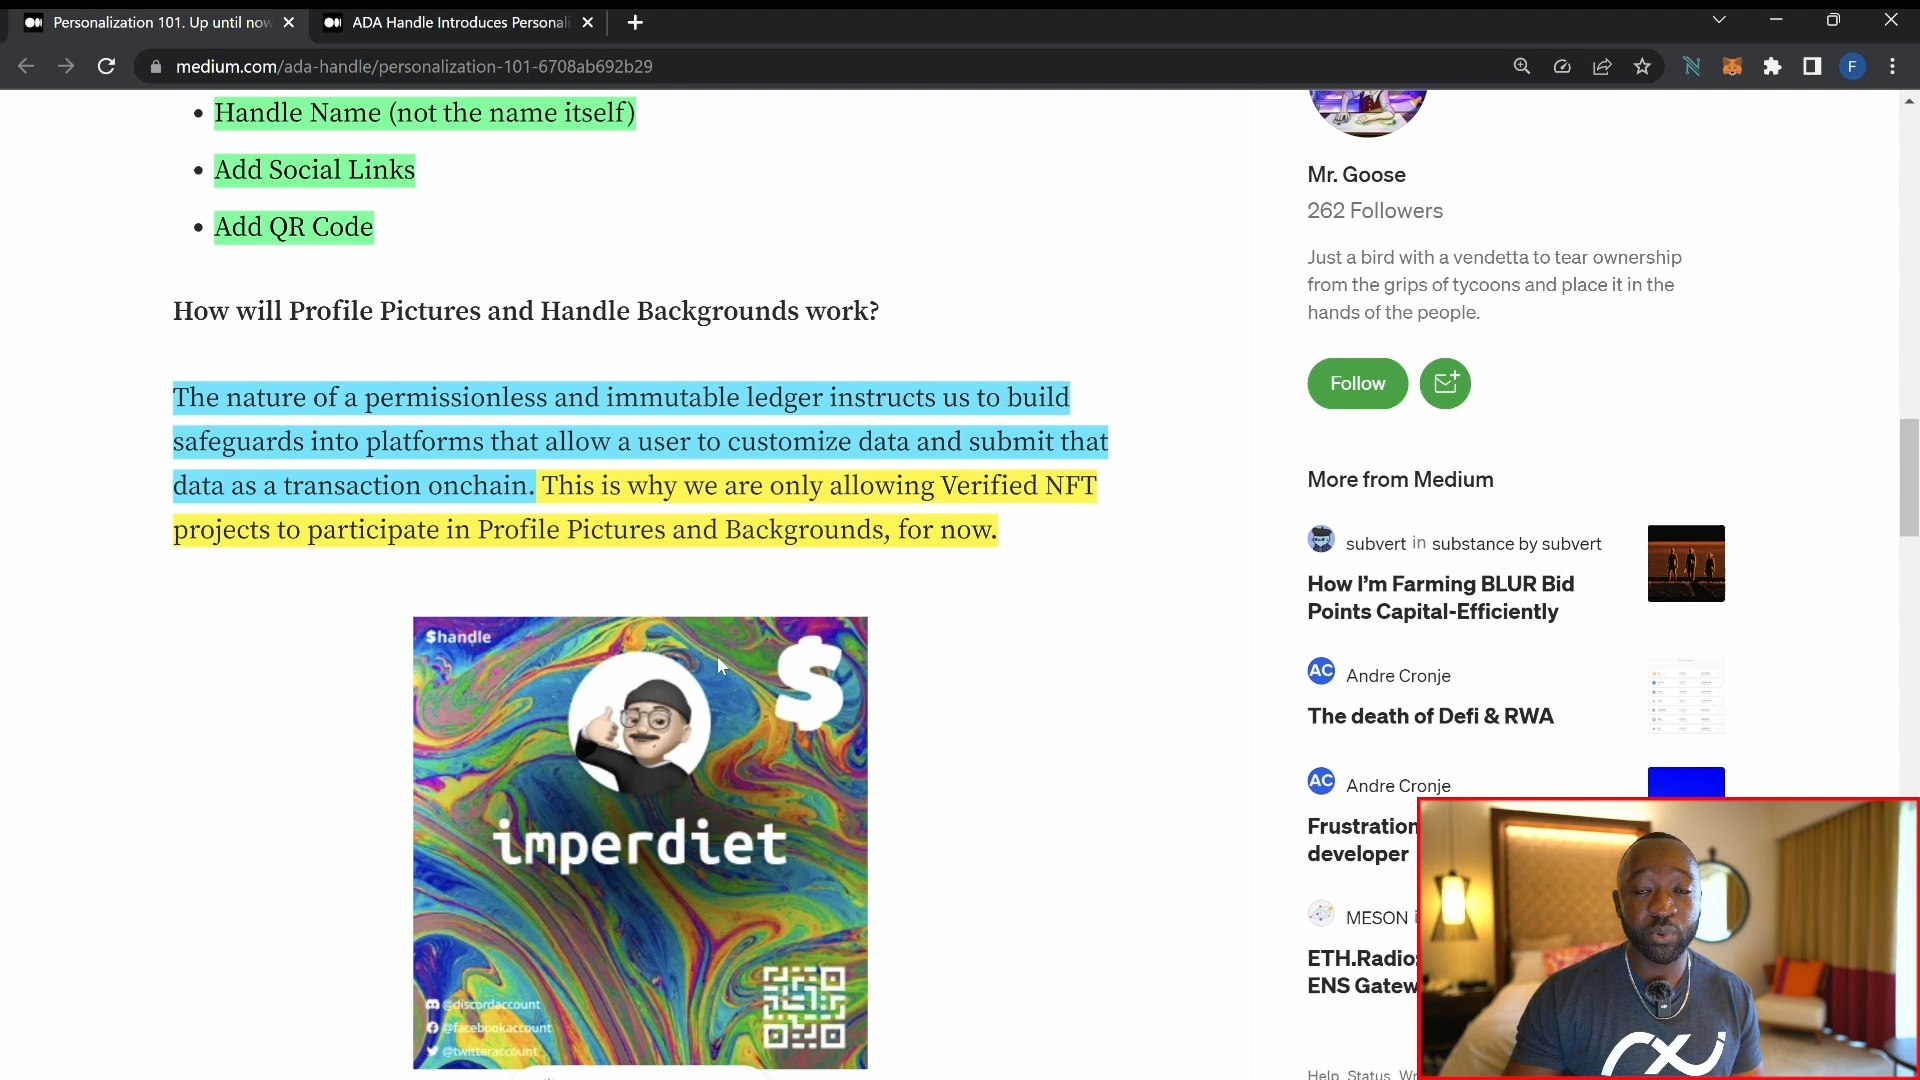 Personalization 101. Up until now
ADA Handle Introduces Personali
medium.com/ada-handle/personalization-101-6708ab692b29
F
Handle Name (not the name itself)
Add Social Links
Add QR Code
How will Profile Pictures and Handle Backgrounds work?
The nature of a permissionless and immutable ledger instructs us to build
safeguards into platforms that allow a user to customize data and submit that
data as a transaction onchain. This is why we are only allowing Verified NFT
projects to participate in Profile Pictures and Backgrounds, for now.
$handle
$
imperdiet
@discordaccount
@facebookaccount
@twitteraccount
Mr. Goose
262 Followers
Just a bird with a vendetta to tear ownership
from the grips of tycoons and place it in the
hands of the people.
Follow
More from Medium
subvert in substance by subvert
How I'm Farming BLUR Bid
Points Capital-Efficiently
AC Andre Cronje
The death of Defi & RWA
AC Andre Cronje
Frustration
developer
MESON
ETH.Radio:
ENS Gatew
Help Status Wr